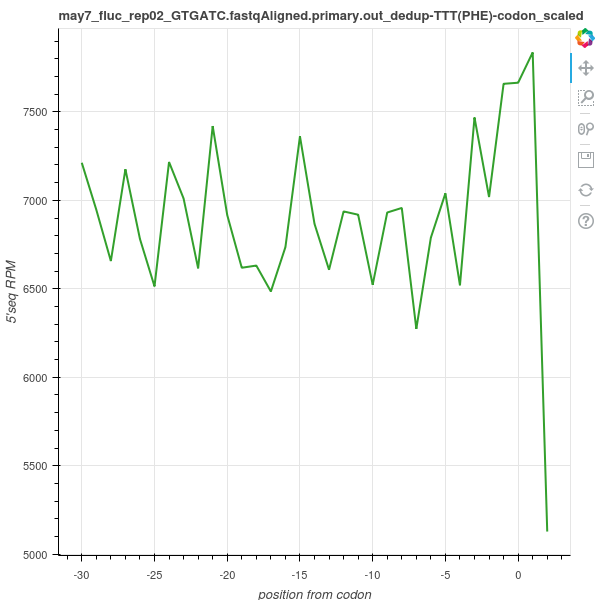 may7_fluc_rep02_GTGATC.fastqAligned.primary.out_dedup-TTT(PHE)-codon_scaled
7500
7000
6500
6000
5500
5000
5'seq RPM
-30 -25 -20 -15 -10 -5 0
position from codon